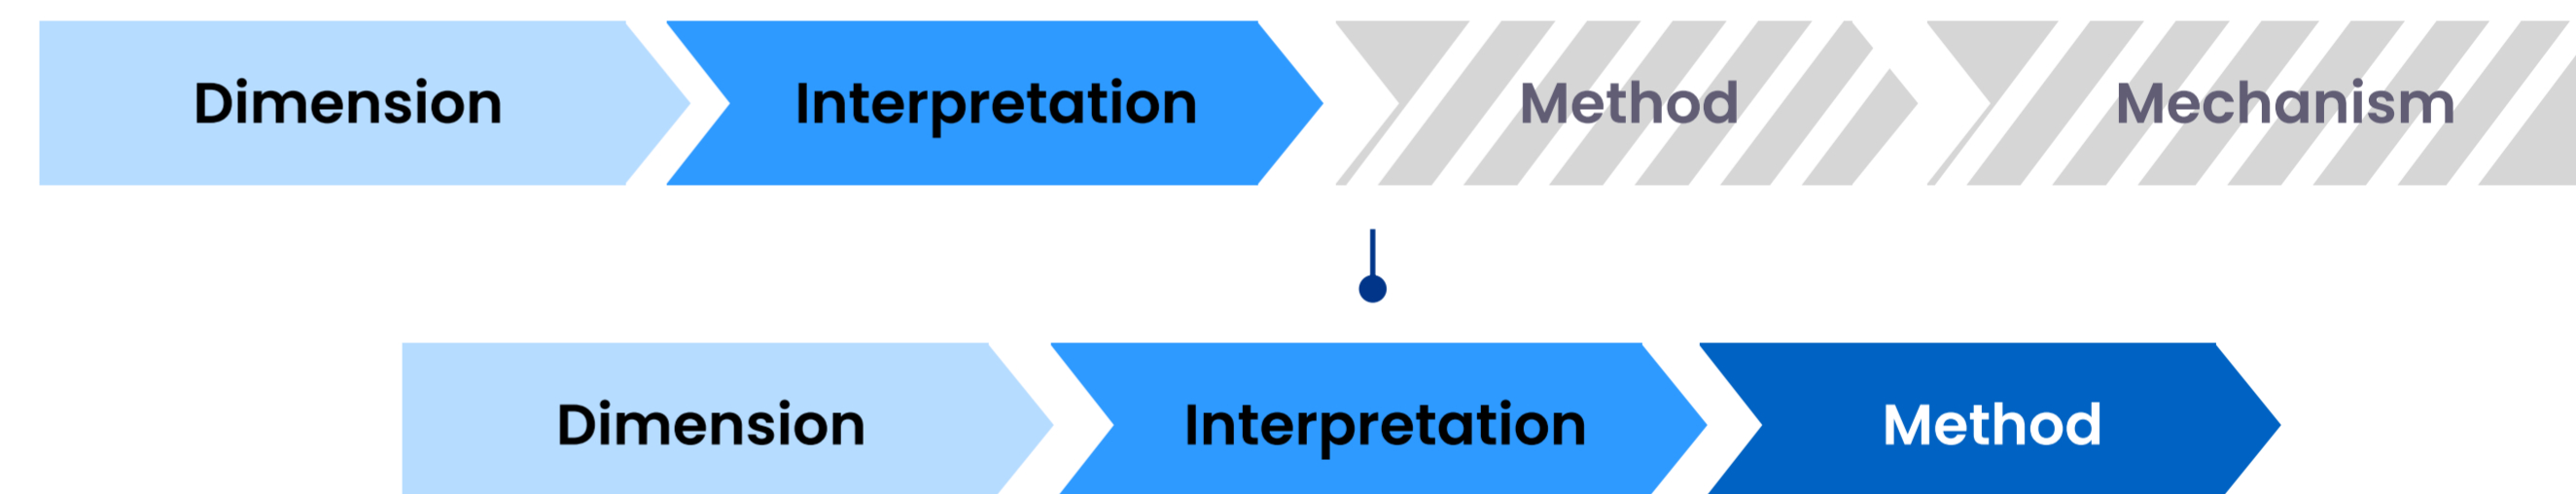 Dimension Interpretation Method Mechanism
Dimension Interpretation Method